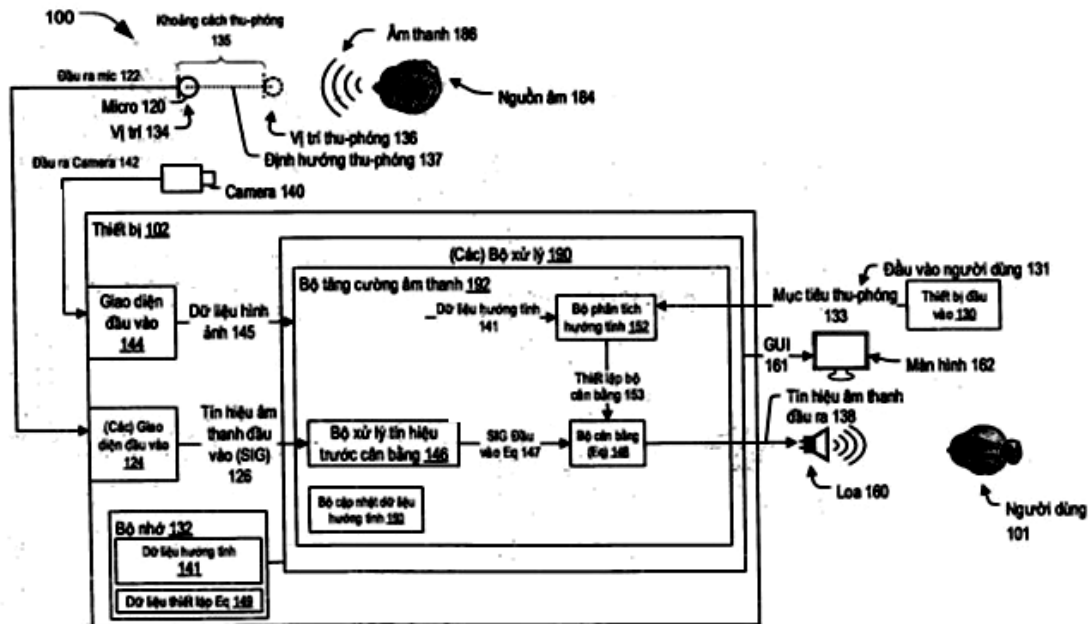 100
Khoảng cách thu-phóng
135
Âm thanh 186
Đầu ra mic 122
Micro 120
Vị trí 134
Nguồn âm 184
Vị trí thu-phóng 136
Định hướng thu-phóng 137
Đầu ra Camera 142
Camera 140
Thiết bị 102
(Các) Bộ xử lý 190
Bộ tăng cường âm thanh 192
Đầu vào người dùng 131
Mục tiêu thu-phóng
133
Thiết bị đầu
vào 130
Giao diện
đầu vào
144
Dữ liệu hình
ảnh 145
Dữ liệu hướng tính
141
Bộ phân tích
hướng tính 152
GUI
161
Màn hình 162
Thiết lập bộ
cân bằng 153
Tín hiệu âm thanh
đầu ra 138
(Các) Giao
diện đầu vào
124
Tín hiệu âm
thanh đầu
vào (SIG)
126
Bộ xử lý tín hiệu
trước cân bằng 146
SIG Đầu
vào Eq 147
Bộ cân bằng
(Eq) 148
Loa 160
Người dùng
101
Bộ cập nhật dữ liệu
hướng tính 150
Bộ nhớ 132
Dữ liệu hướng tính
141
Dữ liệu thiết lập Eq 149